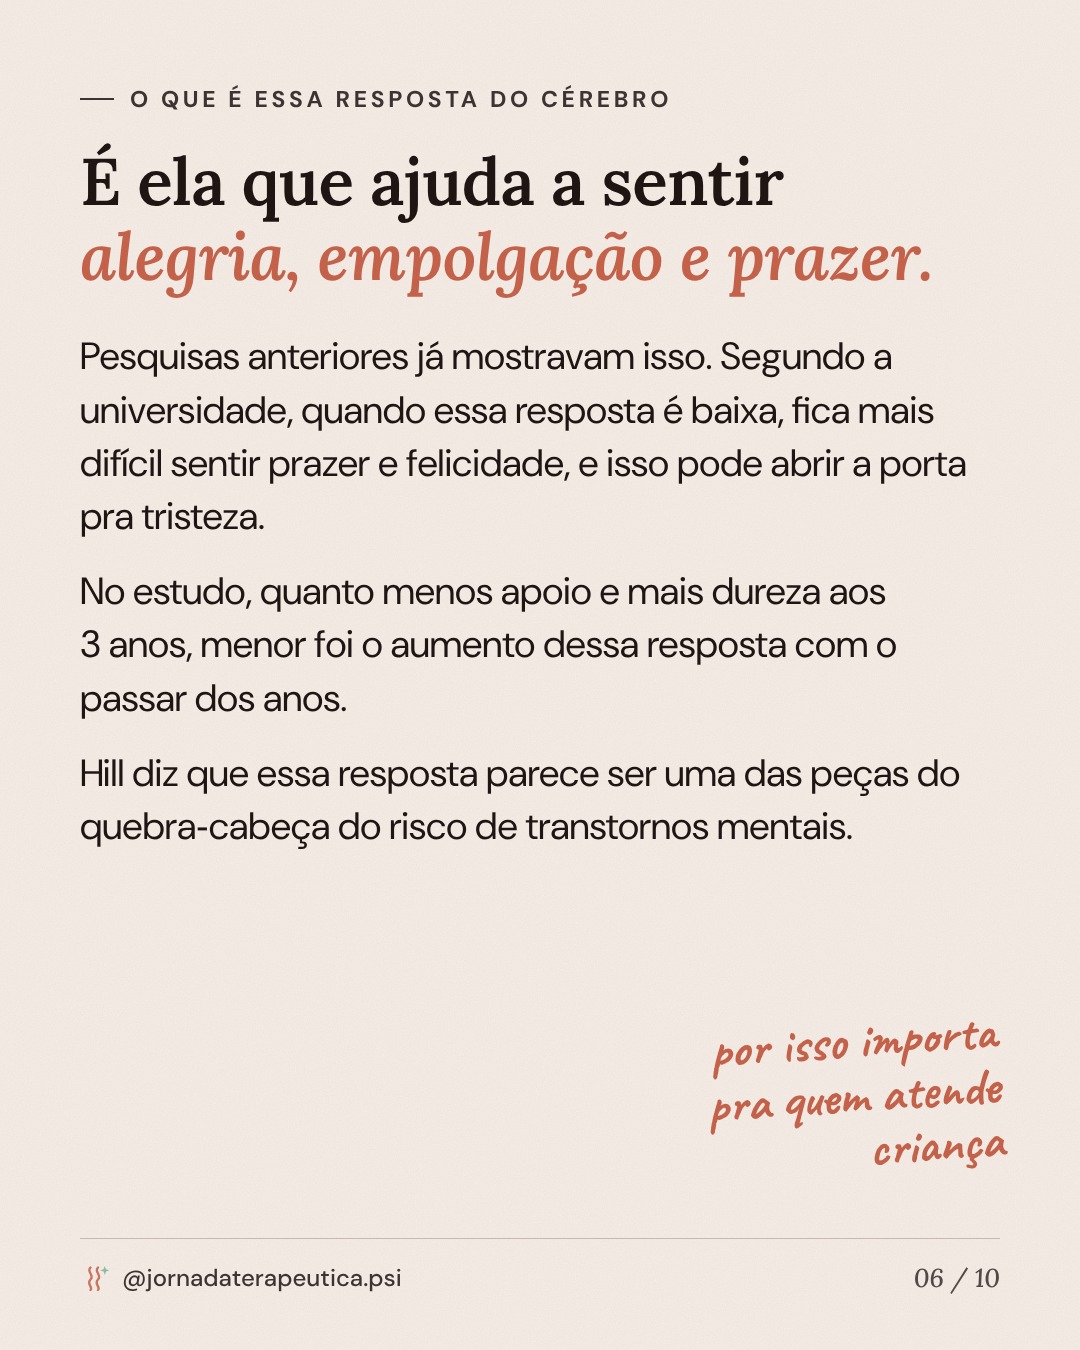 O QUE É ESSA RESPOSTA DO CÉREBRO
É ela que ajuda a sentir
alegria, empolgação e prazer.
Pesquisas anteriores já mostravam isso. Segundo a
universidade, quando essa resposta é baixa, fica mais
difícil sentir prazer e felicidade, e isso pode abrir a porta
pra tristeza.
No estudo, quanto menos apoio e mais dureza aos
3 anos, menor foi o aumento dessa resposta com o
passar dos anos.
Hill diz que essa resposta parece ser uma das peças do
quebra-cabeça do risco de transtornos mentais.
por isso importa
pra quem atende
criança
@jornadaterapeutica.psi
06 / 10